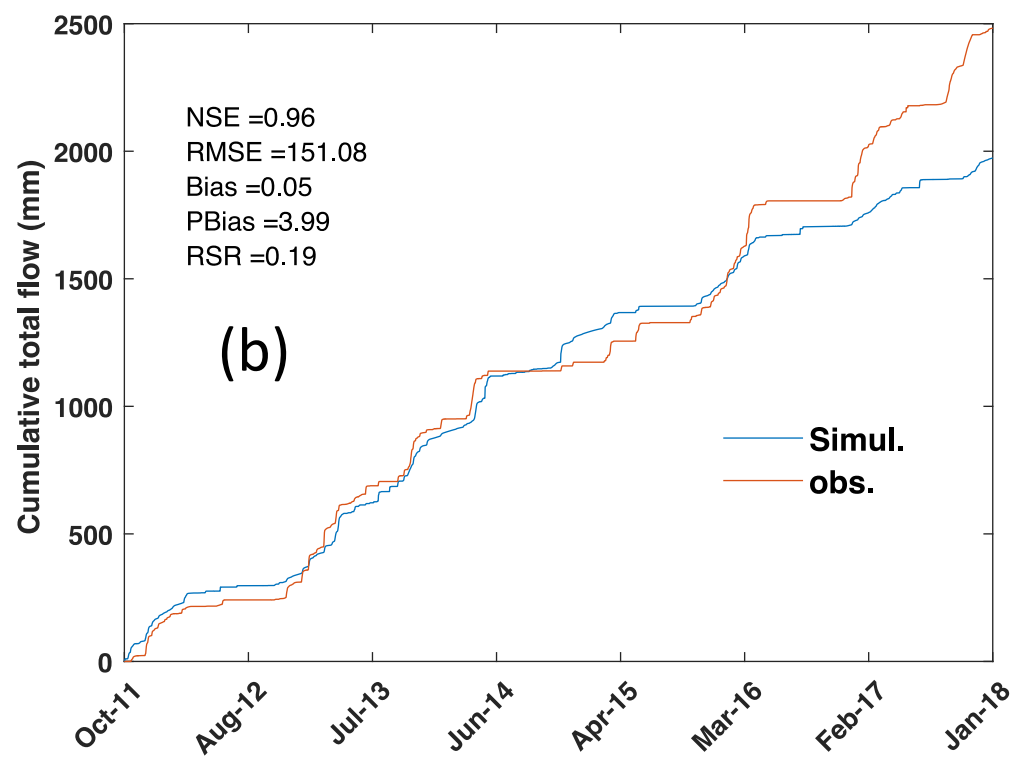 Cumulative total flow (mm)
2500
2000
1500
1000
500
0
NSE =0.96
RMSE =151.08
Bias =0.05
PBias =3.99
RSR =0.19
(b)
Simul.
obs.
Oct-11
Aug-12
Jul-13
Jun-14
Apr-15
Mar-16
Feb-17
Jan-18